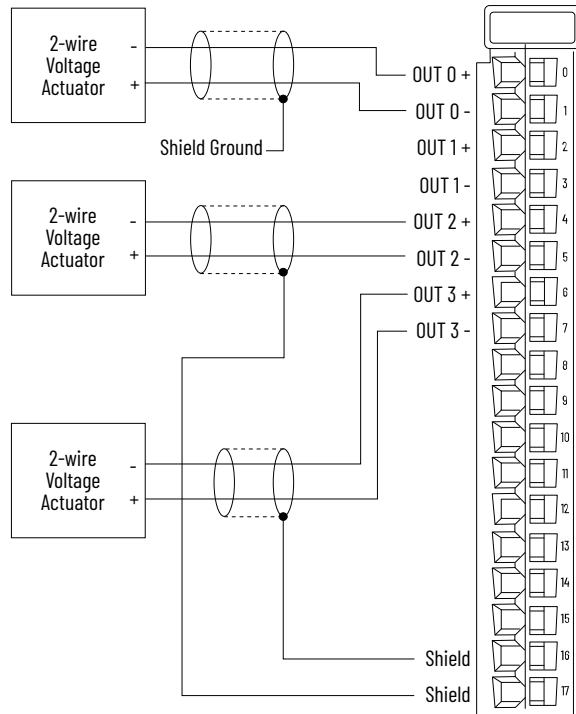 2-wire
Voltage
Actuator
-
+
Shield Ground
2-wire
Voltage
Actuator
-
+
2-wire
Voltage
Actuator
-
+
OUT 0 +
OUT 0 -
OUT 1 +
OUT 1 -
OUT 2 +
OUT 2 -
OUT 3 +
OUT 3 -
Shield
Shield
0
1
2
3
4
5
6
7
8
9
10
11
12
13
14
15
16
17